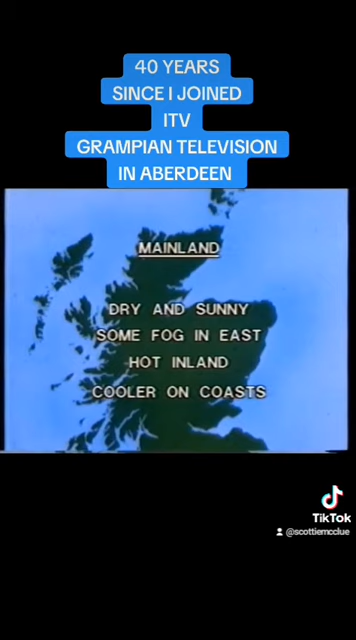 40 YEARS
SINCE I JOINED
ITV
GRAMPIAN TELEVISION
IN ABERDEEN
MAINLAND
DRY AND SUNNY
SOME FOG IN EAST
HOT INLAND
COOLER ON COASTS
TikTok
@scottiemcclue